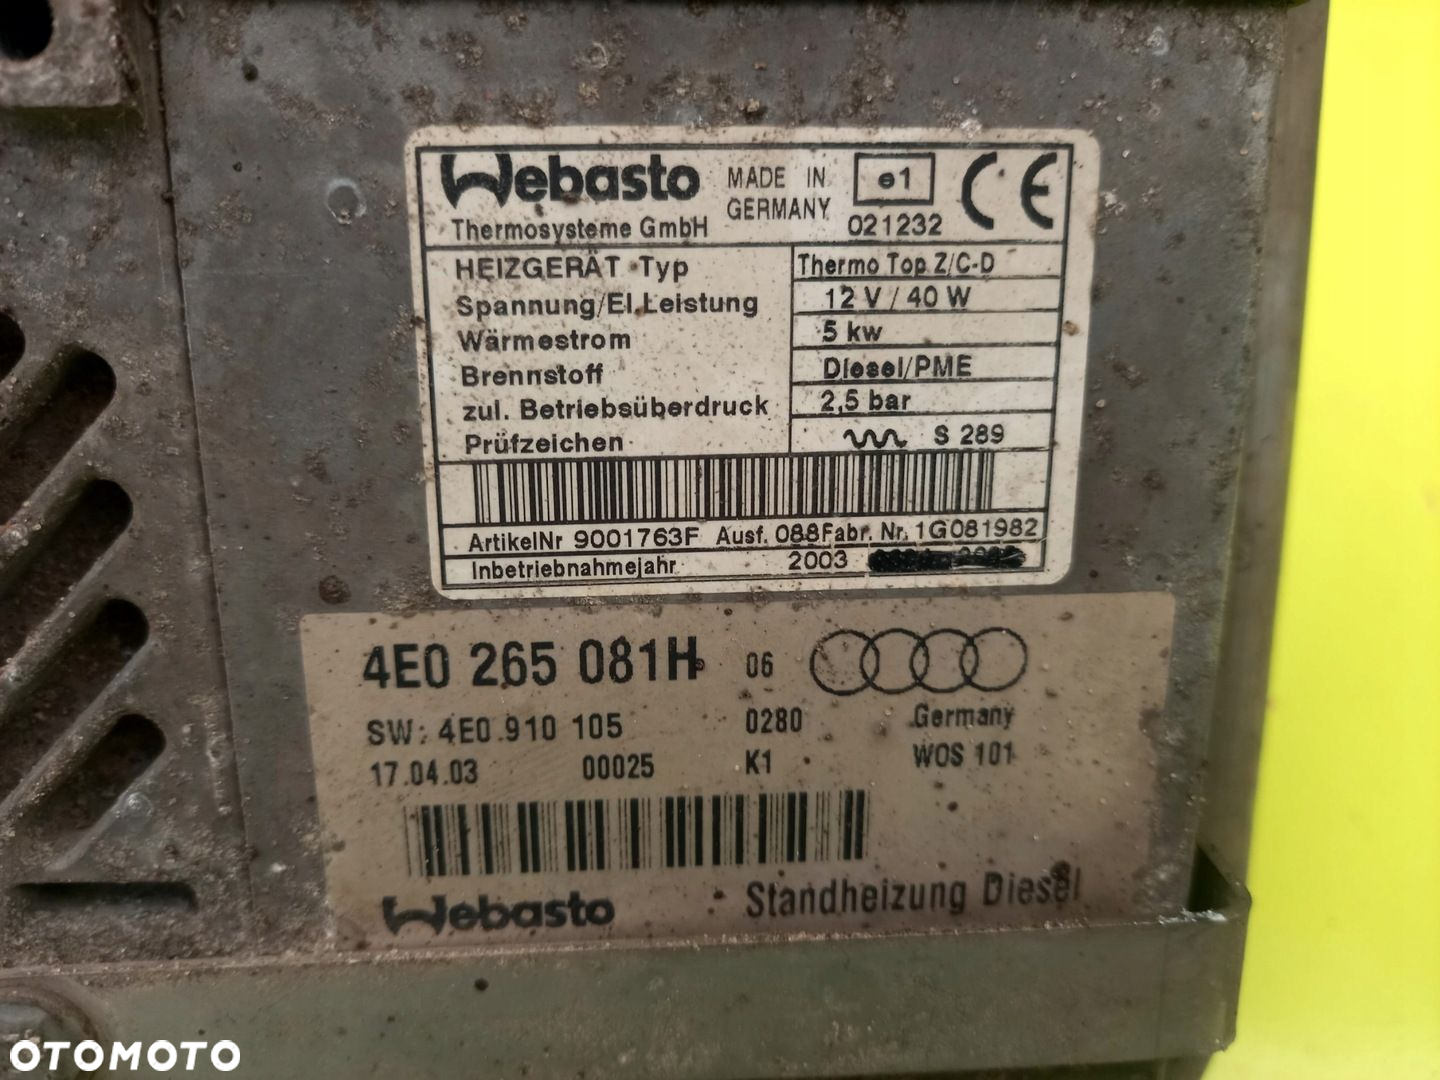 Webasto MADE IN GERMANY e1 CE
Thermosysteme GmbH 021232
HEIZGERÄT Typ Thermo Top Z/C-D
Spannung/El.Leistung 12 V / 40 W
Wärmestrom 5 kw
Brennstoff Diesel/PME
zul. Betriebsüberdruck 2,5 bar
Prüfzeichen S 289
ArtikelNr 9001763F Ausf. 088 Fabr. Nr. 1G081982
Inbetriebnahmejahr 2003
4E0 265 081H 06
SW: 4E0 910 105 0280 Germany
17.04.03 00025 K1 WOS 101
Webasto Standheizung Diesel
OTOMOTO